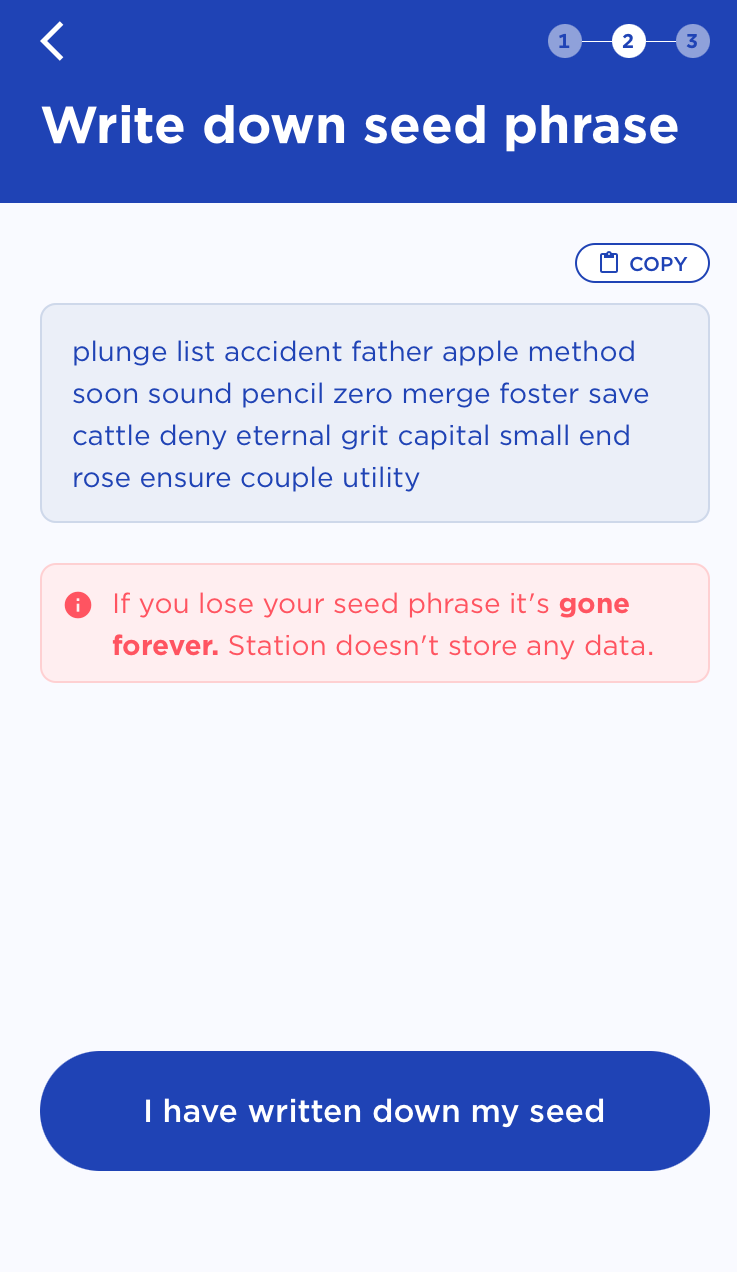 1 2 3
Write down seed phrase
COPY
plunge list accident father apple method
soon sound pencil zero merge foster save
cattle deny eternal grit capital small end
rose ensure couple utility
If you lose your seed phrase it's gone
forever. Station doesn't store any data.
I have written down my seed